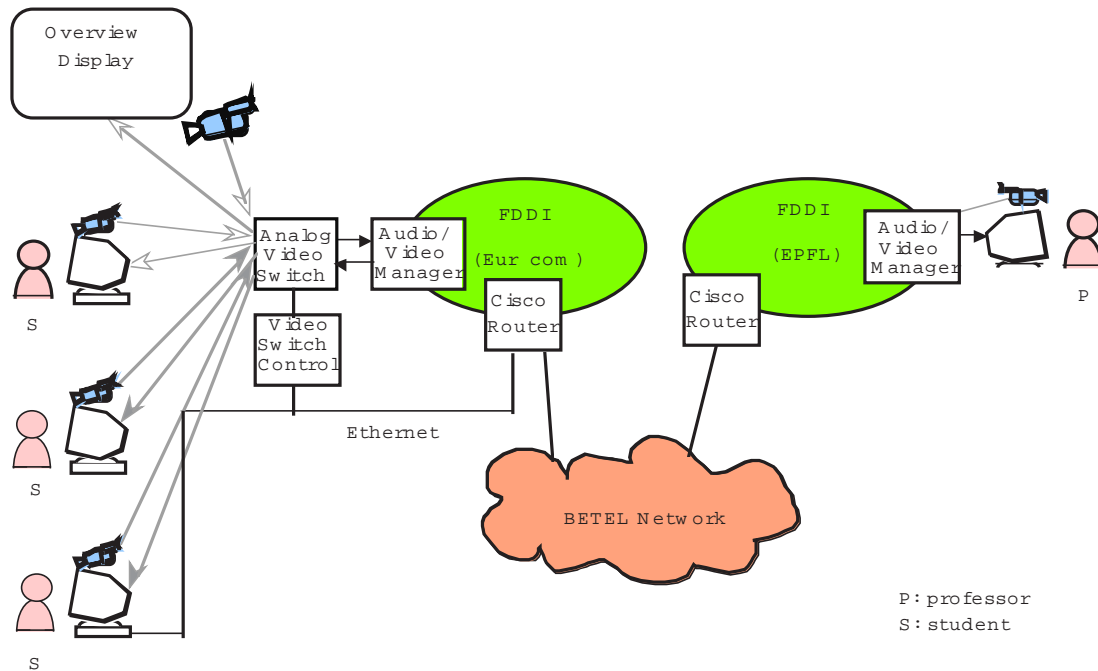 Overview
Display
FDDI
(Eur com)
FDDI
(EPFL)
Analog
Video
Switch
Audio/
Video
Manager
Audio/
Video
Manager
Cisco
Router
Cisco
Router
Video
Switch
Control
S
P
Ethernet
S
BETEL Network
P: professor
S: student
S